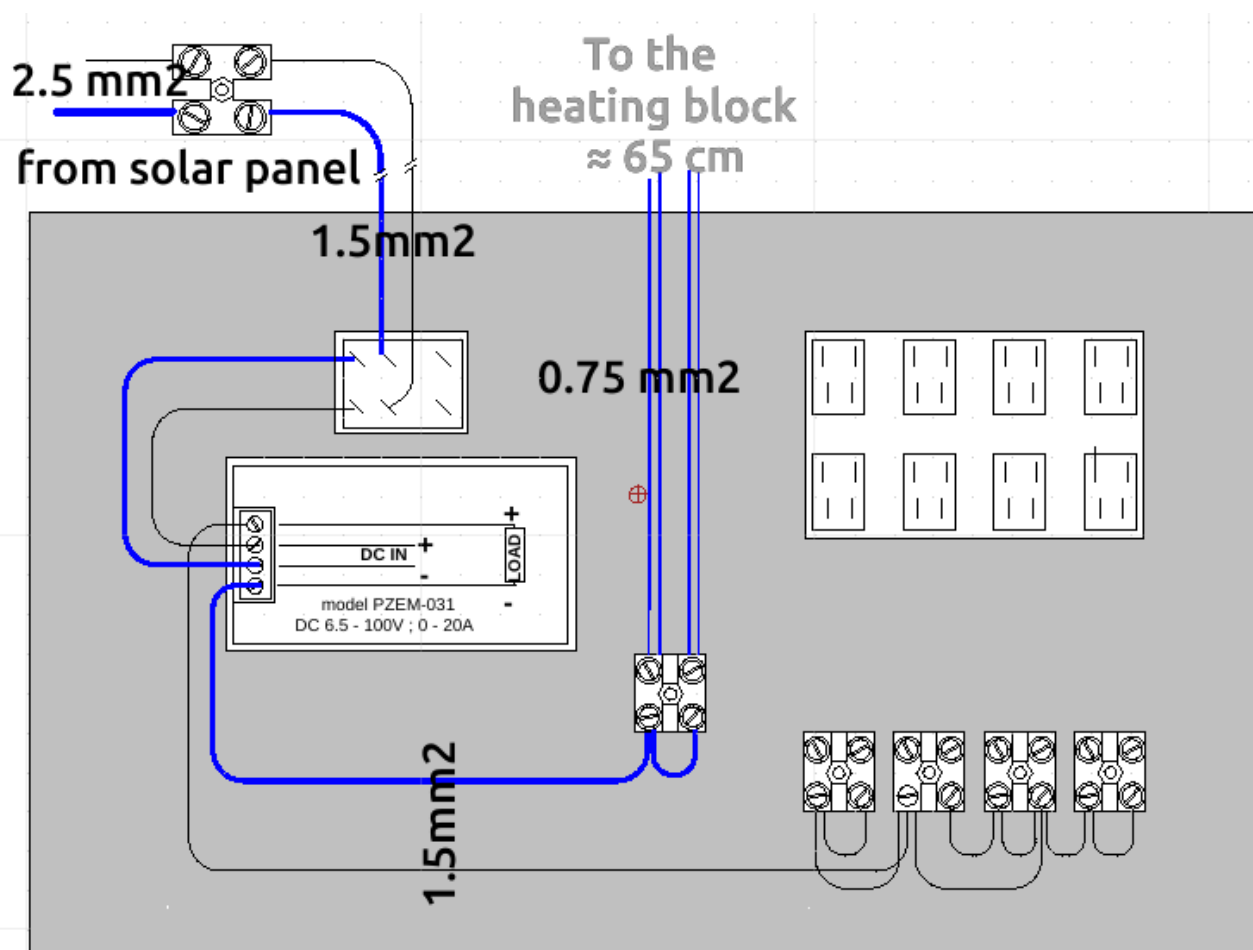 To the
heating block
≈ 65 cm
2.5 mm2
from solar panel
1.5mm2
0.75 mm2
+
LOAD
DC IN
+
-
-
model PZEM-031
DC 6.5 - 100V ; 0 - 20A
1.5mm2